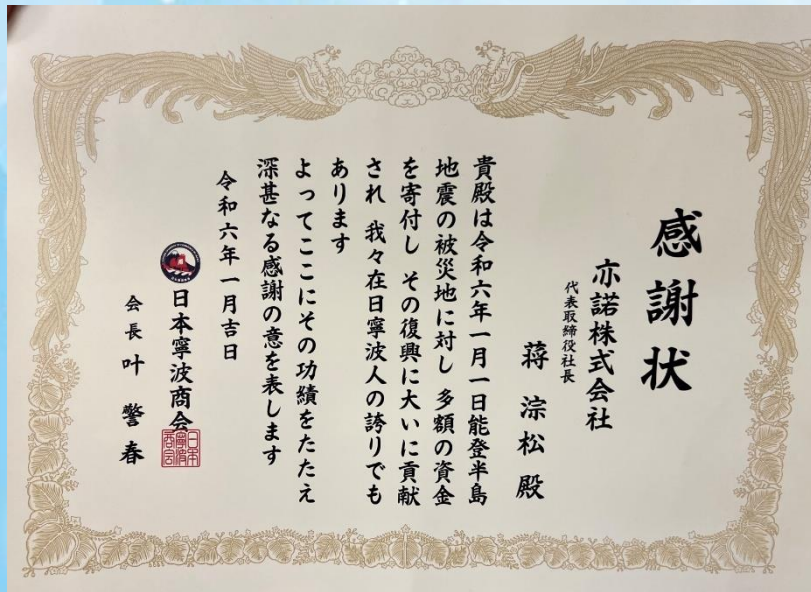 感謝状
亦諾株式会社
代表取締役社長
蒋淙松殿
貴殿は令和六年一月一日能登半島
地震の被災地に対し 多額の資金
を寄付し その復興に大いに貢献
され 我々在日寧波人の誇りでも
あります
よってここにその功績をたたえ
深甚なる感謝の意を表します
令和六年一月吉日
日本寧波商会
日本
寧波
商会
会長 叶 警春